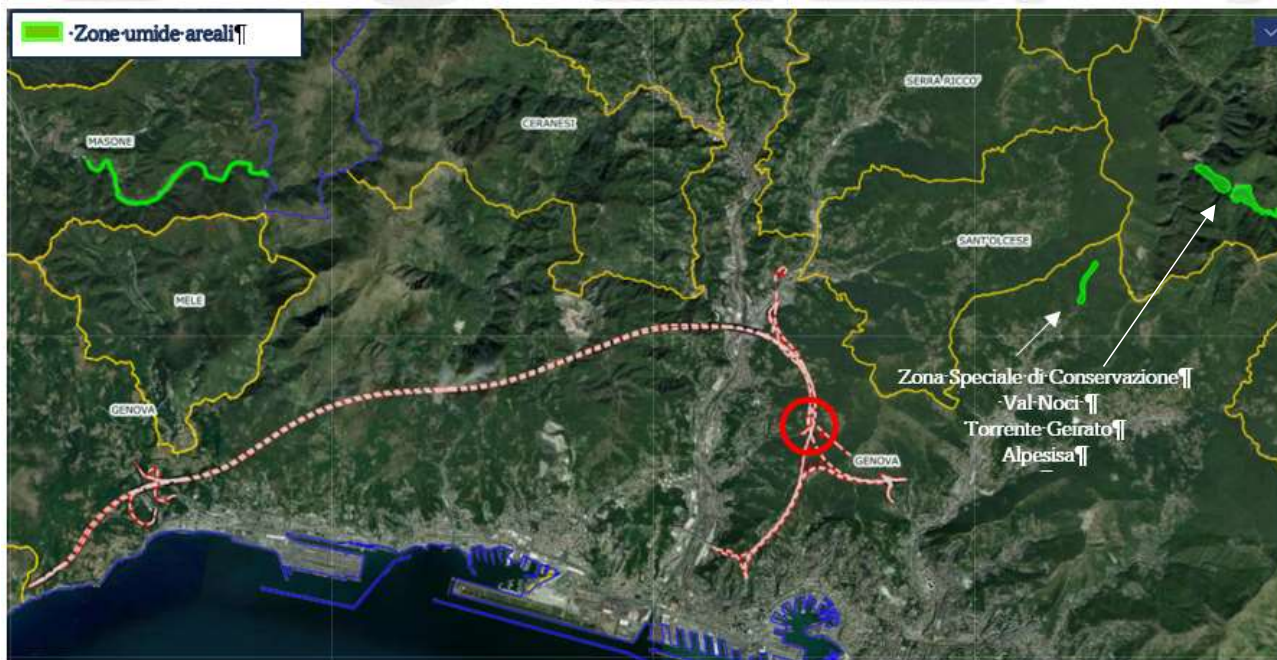 ·Zone·umide·areali¶
SERRA RICCO'
CERANESI
MASONE
SANT'OLCESE
MELE
Zona·Speciale·di·Conservazione¶
·Val·Noci·¶
Torrente·Geirato¶
Alpesisa¶
GENOVA
GENOVA